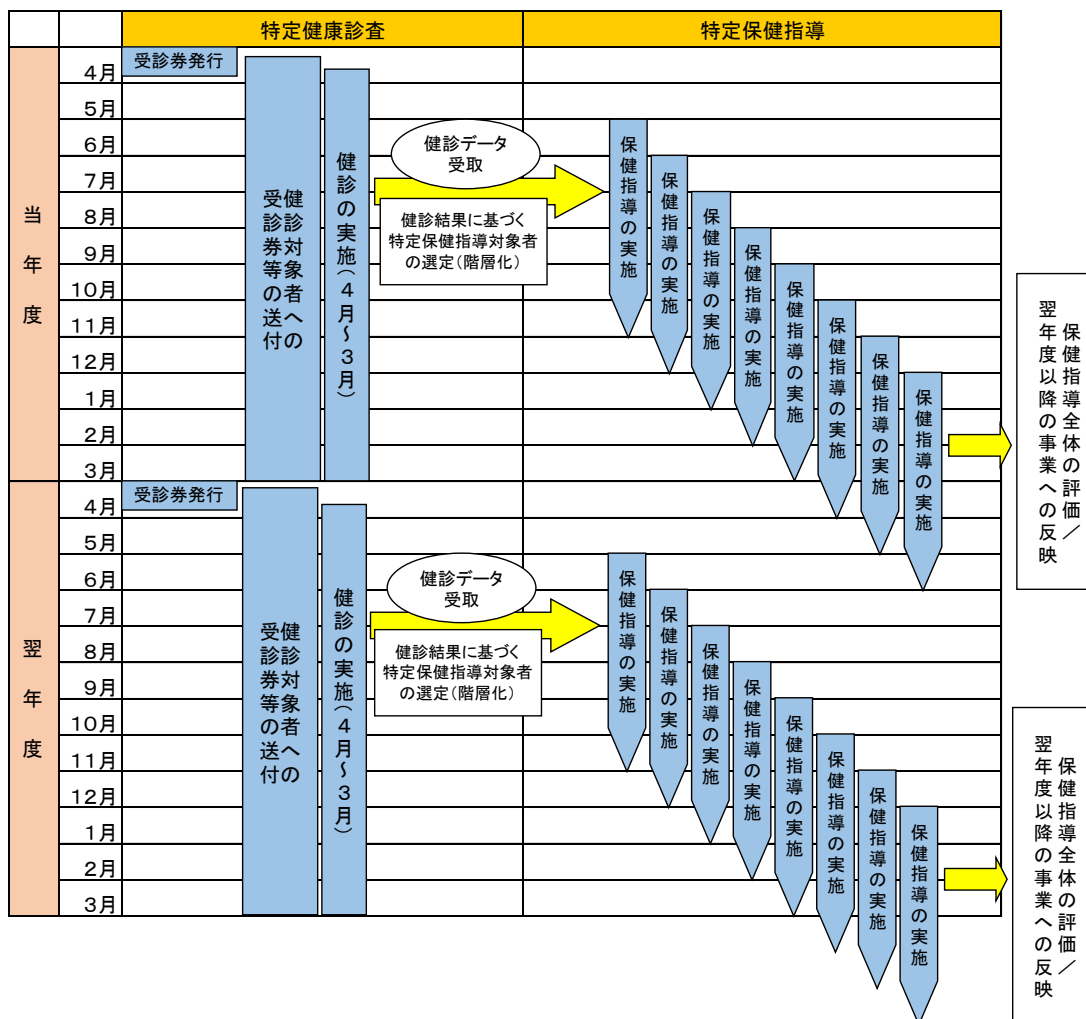 特定健康診査
特定保健指導
当年度
4月
5月
6月
7月
8月
9月
10月
11月
12月
1月
2月
3月
受診券発行
健診対象者への
受診券等の送付
健診の実施（4月～3月）
健診データ
受取
健診結果に基づく
特定保健指導対象者
の選定（階層化）
保健指導の実施
保健指導の実施
保健指導の実施
保健指導の実施
保健指導の実施
保健指導の実施
保健指導の実施
保健指導の実施
保健指導全体の評価／
翌年度以降の事業への反映
翌年度
4月
5月
6月
7月
8月
9月
10月
11月
12月
1月
2月
3月
受診券発行
健診対象者への
受診券等の送付
健診の実施（4月～3月）
健診データ
受取
健診結果に基づく
特定保健指導対象者
の選定（階層化）
保健指導の実施
保健指導の実施
保健指導の実施
保健指導の実施
保健指導の実施
保健指導の実施
保健指導の実施
保健指導の実施
保健指導全体の評価／
翌年度以降の事業への反映